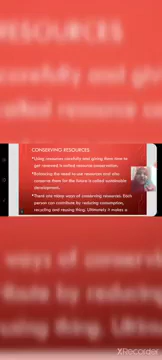 CONSERVING RESOURCES
• Using resources carefully and giving them time to
get renewed is called resource conservation.
• Balancing the need to use resources and also
conserve them for the future is called sustainable
development.
• There are many ways of conserving resources. Each
person can contribute by reducing consumption,
recycling and reusing thing. Ultimately it makes a